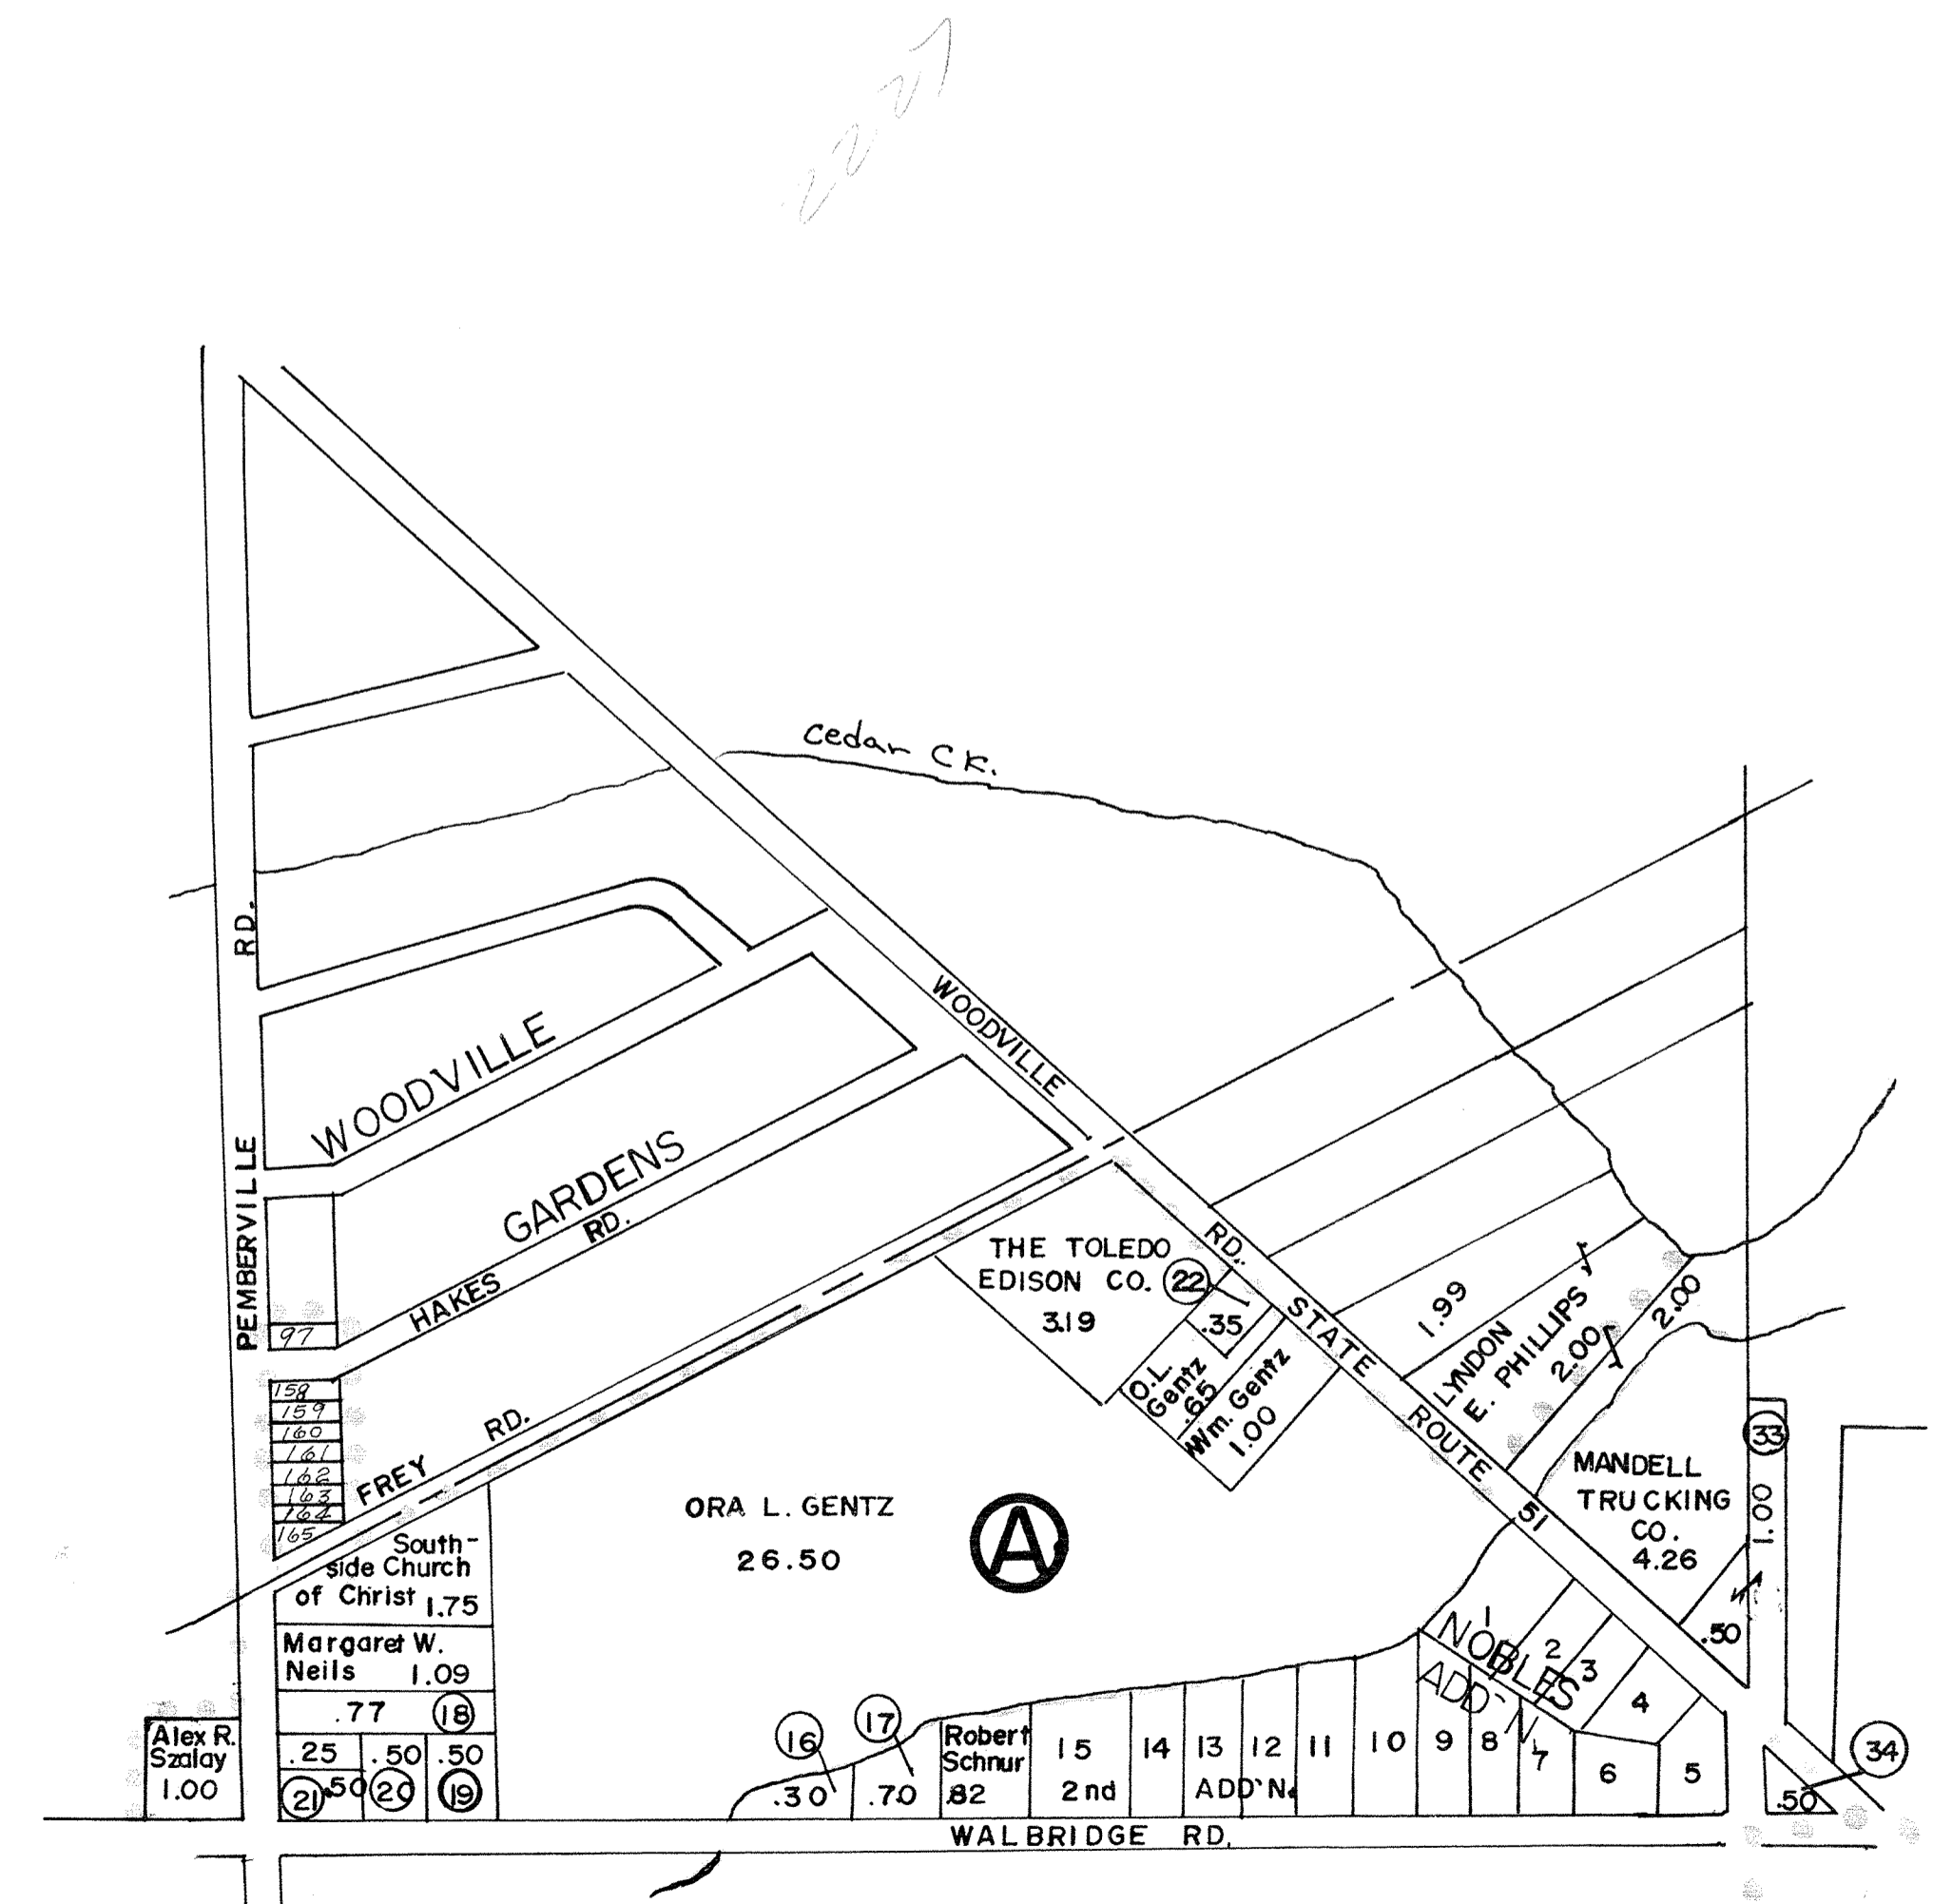 2227
Cedar CK.
WOODVILLE
GARDENS
PEMBERVILLE RD.
HAKES RD.
FREY RD.
WOODVILLE RD. STATE ROUTE 51
97
158
159
160
161
162
163
164
165
THE TOLEDO
EDISON CO.
3.19
22
.35
O.L.
Gentz
.65
Wm. Gentz
1.00
1.99
LYNDON
E. PHILLIPS
2.00
2.00
MANDELL
TRUCKING
CO.
4.26
33
1.00
.50
ORA L. GENTZ
26.50
A
South-
side Church
of Christ 1.75
Margaret W.
Neils 1.09
.77 18
.25 .50 .50
21 .50 20 19
Alex R.
Szalay
1.00
16
17
.30
.70
Robert
Schnur
.82
15
14
13
12
11
10
9
8
7
6
5
2nd ADD'N.
NOBLES
ADD'N.
1
2
3
4
34
.50
WALBRIDGE RD.